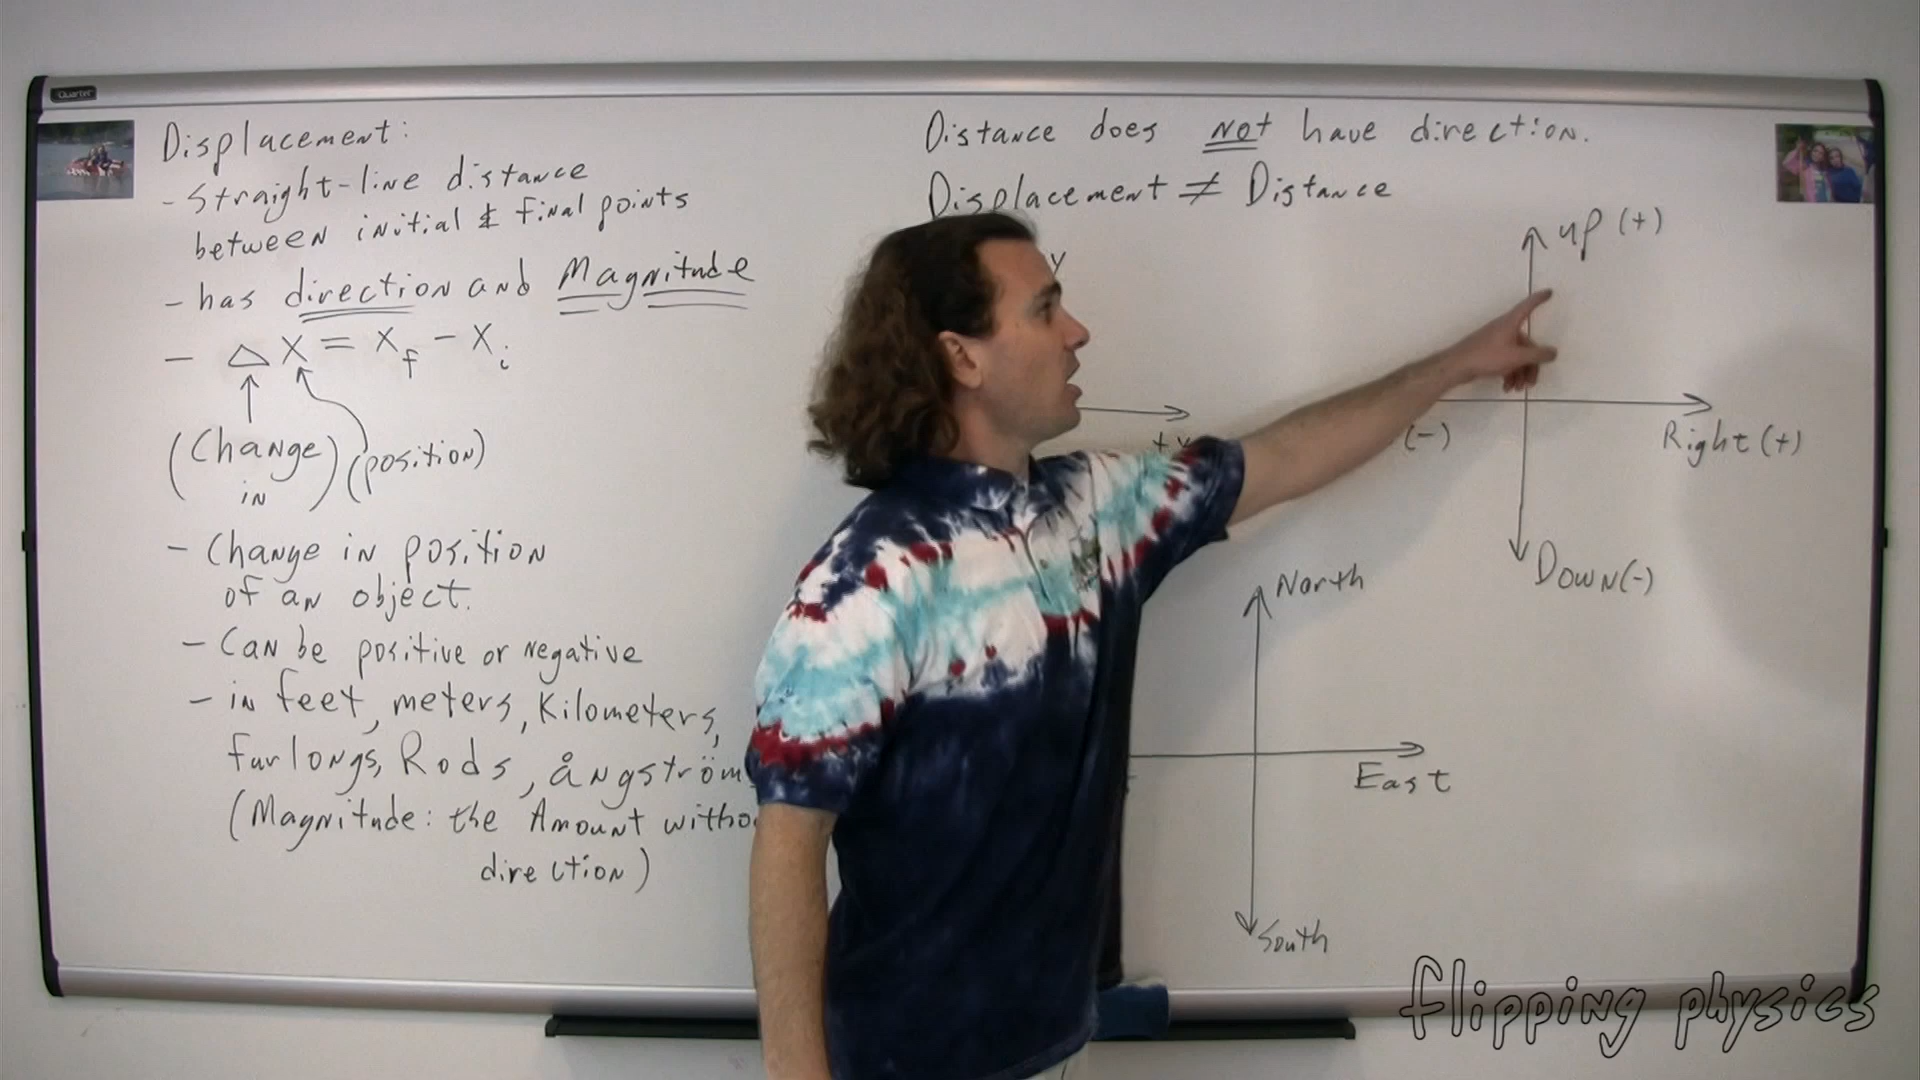 Quartet
Displacement:
- Straight-line distance
between initial & final points
- has direction and Magnitude
- △X = Xf - Xi
(Change in) (position)
- Change in position
of an object.
- Can be positive or negative
- in feet, meters, Kilometers,
furlongs, Rods, ångström
(Magnitude: the Amount witho
direction)
Distance does not have direction.
Displacement ≠ Distance
y
+x
up (+)
(-)
Right (+)
Down (-)
North
East
South
flipping physics